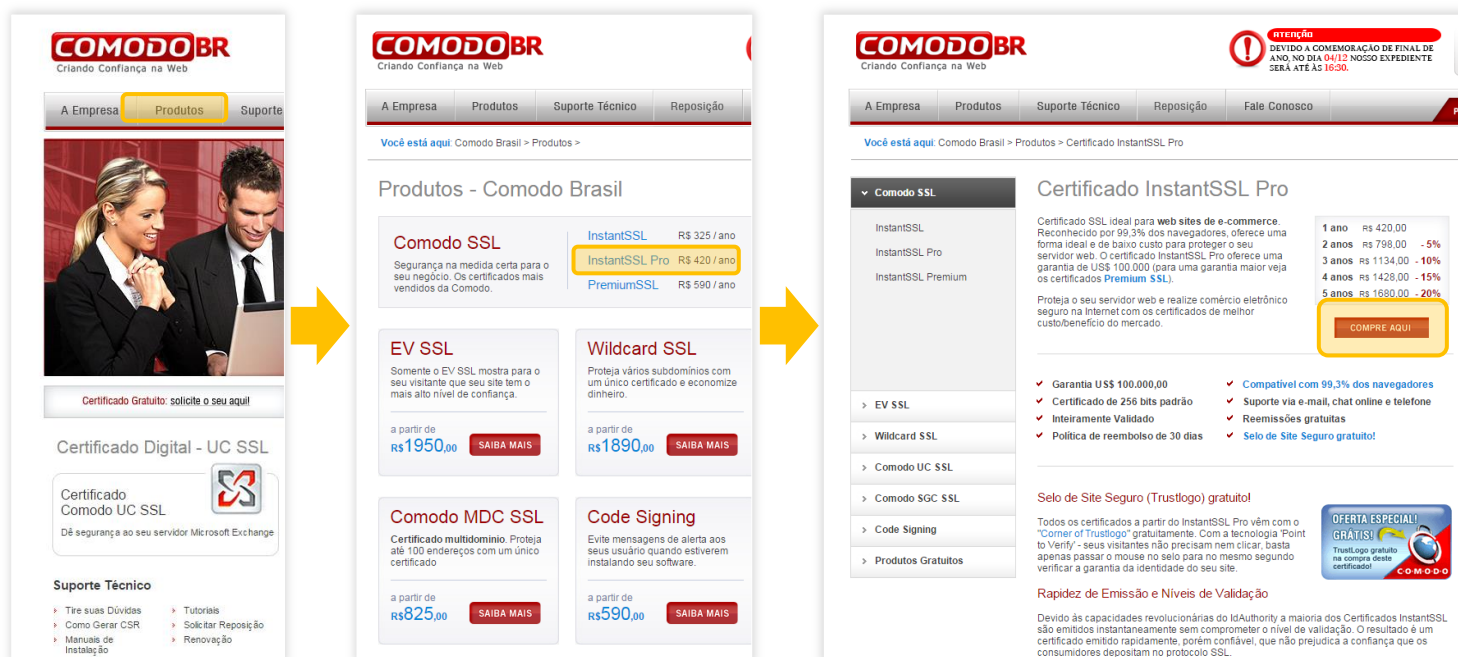 COMODOBR
Criando Confiança na Web
A Empresa
Produtos
Suporte
Certificado Gratuito: solicite o seu aqui!
Certificado Digital - UC SSL
Certificado
Comodo UC SSL
Dê segurança ao seu servidor Microsoft Exchange
Suporte Técnico
Tire suas Dúvidas
Como Gerar CSR
Manuais de
Instalação
Tutoriais
Solicitar Reposição
Renovação
COMODOBR
Criando Confiança na Web
A Empresa
Produtos
Suporte Técnico
Reposição
Você está aqui: Comodo Brasil > Produtos >
Produtos - Comodo Brasil
Comodo SSL
Segurança na medida certa para o
seu negócio. Os certificados mais
vendidos da Comodo.
InstantSSL R$ 325 / ano
InstantSSL Pro R$ 420 / ano
PremiumSSL R$ 590 / ano
EV SSL
Somente o EV SSL mostra para o
seu visitante que seu site tem o
mais alto nível de confiança.
a partir de
R$1950,00 SAIBA MAIS
Wildcard SSL
Proteja vários subdomínios com
um único certificado e economize
dinheiro.
a partir de
R$1890,00 SAIBA MAIS
Comodo MDC SSL
Certificado multidominio. Proteja
até 100 endereços com um único
certificado
a partir de
R$825,00 SAIBA MAIS
Code Signing
Evite mensagens de alerta aos
seus usuário quando estiverem
instalando seu software.
a partir de
R$590,00 SAIBA MAIS
COMODOBR
Criando Confiança na Web
Atenção
DEVIDO A COMEMORAÇÃO DE FINAL DE
ANO, NO DIA 04/12 NOSSO EXPEDIENTE
SERÁ ATÉ ÀS 16:30.
A Empresa
Produtos
Suporte Técnico
Reposição
Fale Conosco
Você está aqui: Comodo Brasil > Produtos > Certificado InstantSSL Pro
Comodo SSL
InstantSSL
InstantSSL Pro
InstantSSL Premium
EV SSL
Wildcard SSL
Comodo UC SSL
Comodo SGC SSL
Code Signing
Produtos Gratuitos
Certificado InstantSSL Pro
Certificado SSL ideal para web sites de e-commerce.
Reconhecido por 99,3% dos navegadores, oferece uma
forma ideal e de baixo custo para proteger o seu
servidor web. O certificado InstantSSL Pro oferece uma
garantia de US$ 100.000 (para uma garantia maior veja
os certificados Premium SSL).
Proteja o seu servidor web e realize comércio eletrônico
seguro na Internet com os certificados de melhor
custo/benefício do mercado.
1 ano R$ 420,00
2 anos R$ 798,00 - 5%
3 anos R$ 1134,00 - 10%
4 anos R$ 1428,00 - 15%
5 anos R$ 1680,00 - 20%
COMPRE AQUI
Garantia US$ 100.000,00
Certificado de 256 bits padrão
Inteiramente Validado
Política de reembolso de 30 dias
Compatível com 99,3% dos navegadores
Suporte via e-mail, chat online e telefone
Reemissões gratuitas
Selo de Site Seguro gratuito!
Selo de Site Seguro (Trustlogo) gratuito!
Todos os certificados a partir do InstantSSL Pro vêm com o
"Corner of Trustlogo" gratuitamente. Com a tecnologia 'Point
to Verify' - seus visitantes não precisam nem clicar, basta
apenas passar o mouse no selo para no mesmo segundo
verificar a garantia da identidade do seu site.
OFERTA ESPECIAL!
GRÁTIS!
TrustLogo gratuito
na compra deste
certificado!
C·O·M·O·D·O
Rapidez de Emissão e Níveis de Validação
Devido ás capacidades revolucionárias do IdAuthority a maioria dos Certificados InstantSSL
são emitidos instantaneamente sem comprometer o nível de validação. O resultado é um
certificado emitido rapidamente, porém confiável, que não prejudica a confiança que os
consumidores depositam no protocolo SSL.